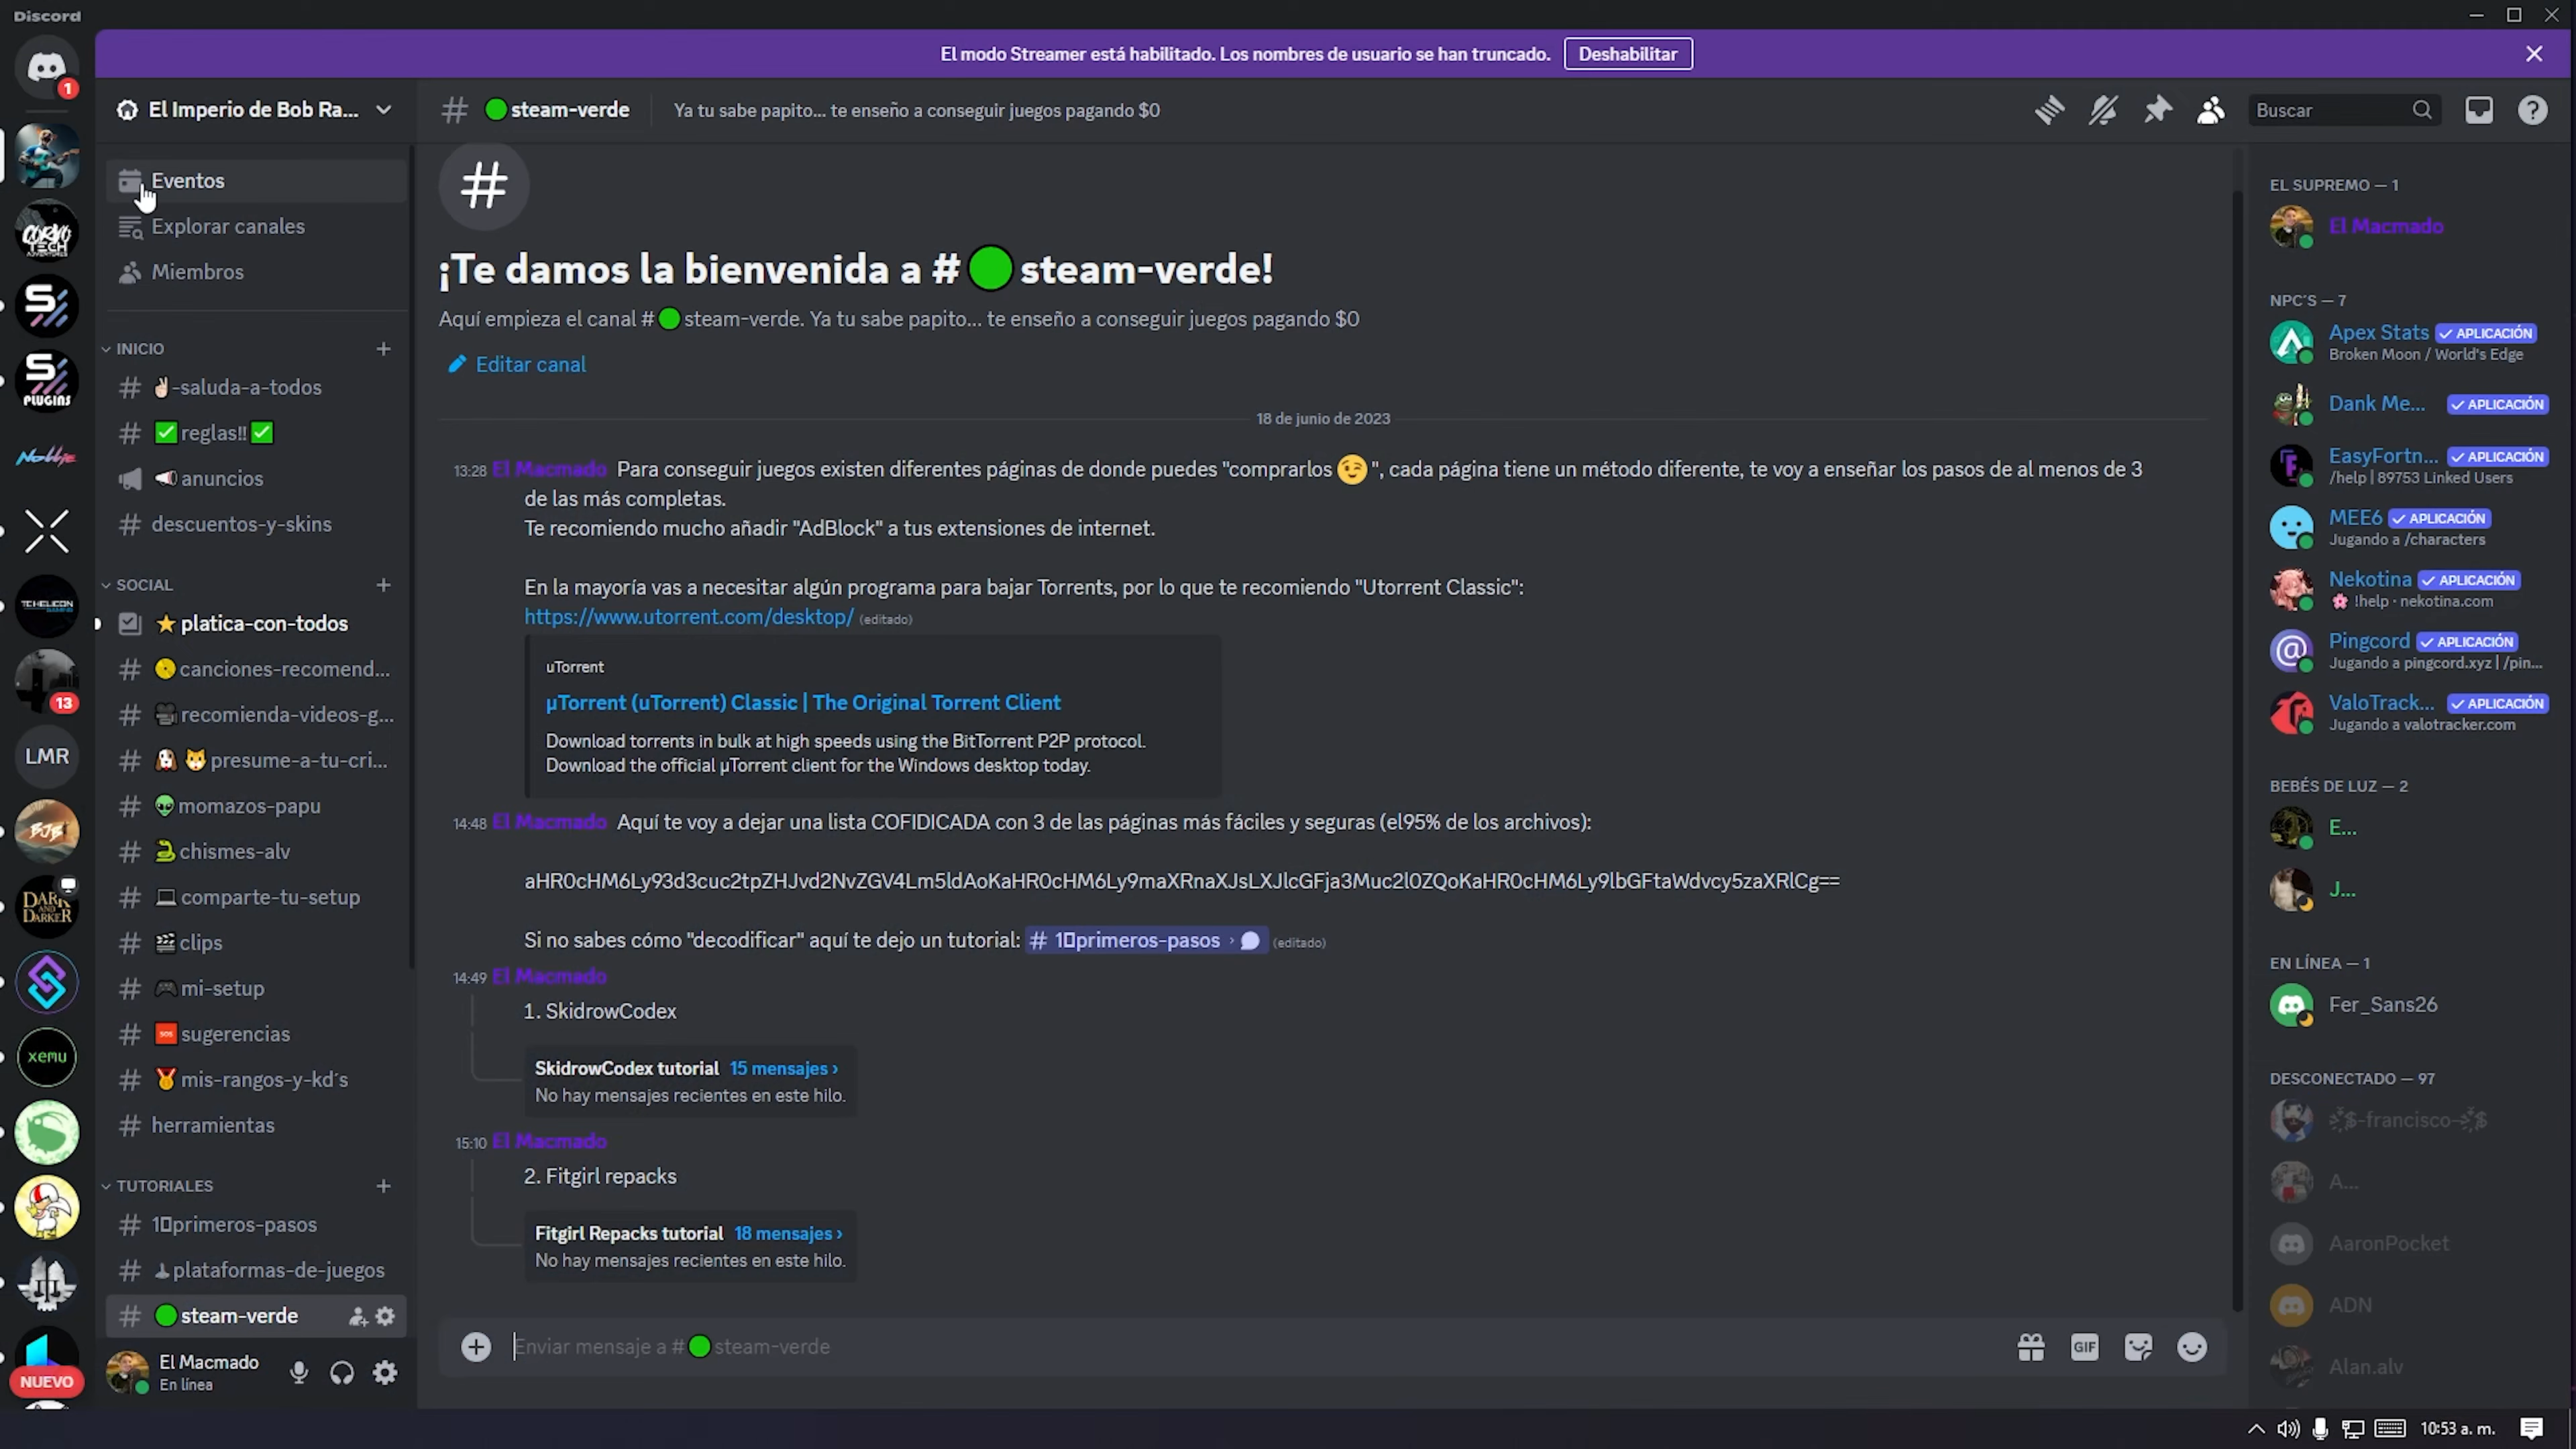 Discord
El modo Streamer está habilitado. Los nombres de usuario se han truncado. Deshabilitar
1
El Imperio de Bob Ra...
steam-verde
Ya tu sabe papito... te enseño a conseguir juegos pagando $0
Buscar
Eventos
Explorar canales
Miembros
INICIO
-saluda-a-todos
reglas!!
anuncios
descuentos-y-skins
SOCIAL
platica-con-todos
canciones-recomend...
recomienda-videos-g...
presume-a-tu-cri...
momazos-papu
chismes-alv
comparte-tu-setup
clips
mi-setup
sugerencias
mis-rangos-y-kd's
herramientas
TUTORIALES
primeros-pasos
plataformas-de-juegos
steam-verde
El Macmado
En línea
CORVO
TECH
ADVENTURES
PLUGINS
Nobbie
TC HELICON
GAMING
13
LMR
BJB
DARK
AND
DARKER
xemu
NUEVO
#
¡Te damos la bienvenida a # steam-verde!
Aquí empieza el canal # steam-verde. Ya tu sabe papito... te enseño a conseguir juegos pagando $0
Editar canal
18 de junio de 2023
13:28 El Macmado Para conseguir juegos existen diferentes páginas de donde puedes "comprarlos 😉", cada página tiene un método diferente, te voy a enseñar los pasos de al menos de 3
de las más completas.
Te recomiendo mucho añadir "AdBlock" a tus extensiones de internet.
En la mayoría vas a necesitar algún programa para bajar Torrents, por lo que te recomiendo "Utorrent Classic":
https://www.utorrent.com/desktop/ (editado)
uTorrent
µTorrent (uTorrent) Classic | The Original Torrent Client
Download torrents in bulk at high speeds using the BitTorrent P2P protocol.
Download the official µTorrent client for the Windows desktop today.
14:48 El Macmado Aquí te voy a dejar una lista COFIDICADA con 3 de las páginas más fáciles y seguras (el95% de los archivos):
aHR0cHM6Ly93d3cuc2tpZHJvd2NvZGV4Lm5ldAoKaHR0cHM6Ly9maXRnaXJsLXJlcGFja3Muc2l0ZQoKaHR0cHM6Ly9lbGFtaWdvcy5zaXRlCg==
Si no sabes cómo "decodificar" aquí te dejo un tutorial: # 1primeros-pasos › (editado)
14:49 El Macmado
1. SkidrowCodex
SkidrowCodex tutorial 15 mensajes ›
No hay mensajes recientes en este hilo.
15:10 El Macmado
2. Fitgirl repacks
Fitgirl Repacks tutorial 18 mensajes ›
No hay mensajes recientes en este hilo.
Enviar mensaje a # steam-verde
GIF
EL SUPREMO — 1
El Macmado
NPC'S — 7
Apex Stats APLICACIÓN
Broken Moon / World's Edge
Dank Me... APLICACIÓN
EasyFortn... APLICACIÓN
/help | 89753 Linked Users
MEE6 APLICACIÓN
Jugando a /characters
Nekotina APLICACIÓN
!help · nekotina.com
Pingcord APLICACIÓN
Jugando a pingcord.xyz | /pin...
ValoTrack... APLICACIÓN
Jugando a valotracker.com
BEBÉS DE LUZ — 2
E...
J...
EN LÍNEA — 1
Fer_Sans26
DESCONECTADO — 97
$-francisco-$
A...
AaronPocket
ADN
Alan.alv
10:53 a. m.